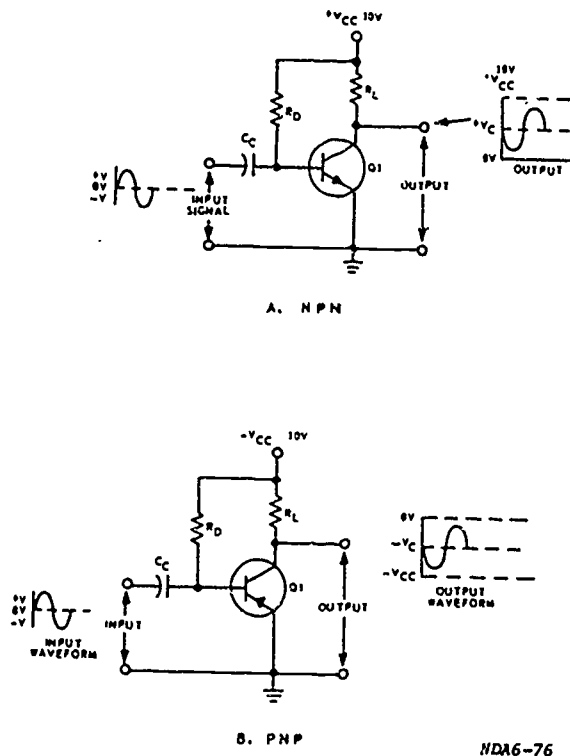 +VCC 10V
RD
RL
CC
Q1
+V
0V
-V
INPUT
SIGNAL
OUTPUT
10V
+VCC
+VC
0V
OUTPUT
A. NPN
-VCC 10V
RD
RL
CC
Q1
+V
0V
-V
INPUT
WAVEFORM
INPUT
OUTPUT
0V
-VC
-VCC
OUTPUT
WAVEFORM
B. PNP
NDA6-76